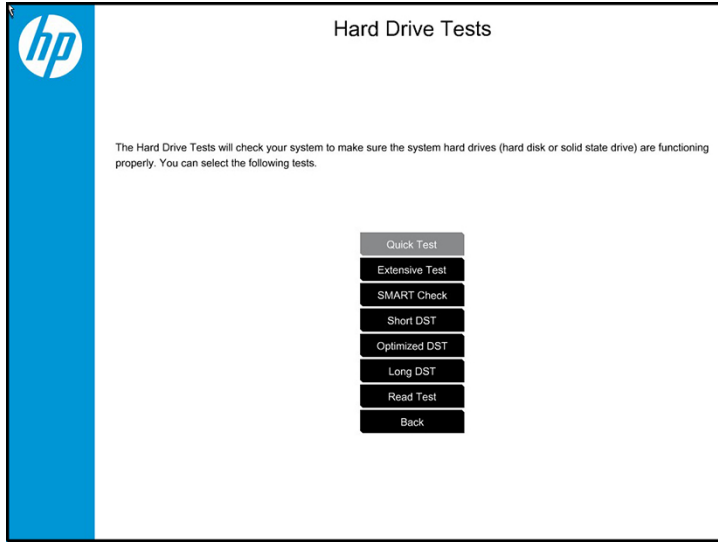 hp
Hard Drive Tests
The Hard Drive Tests will check your system to make sure the system hard drives (hard disk or solid state drive) are functioning
properly. You can select the following tests.
Quick Test
Extensive Test
SMART Check
Short DST
Optimized DST
Long DST
Read Test
Back